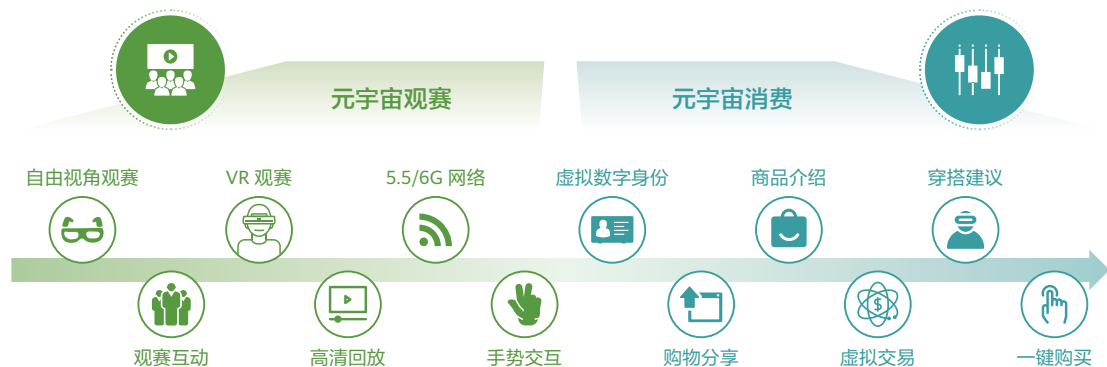 元宇宙观赛
元宇宙消费
自由视角观赛
VR 观赛
5.5/6G 网络
虚拟数字身份
商品介绍
穿搭建议
$
观赛互动
高清回放
手势交互
购物分享
虚拟交易
一键购买